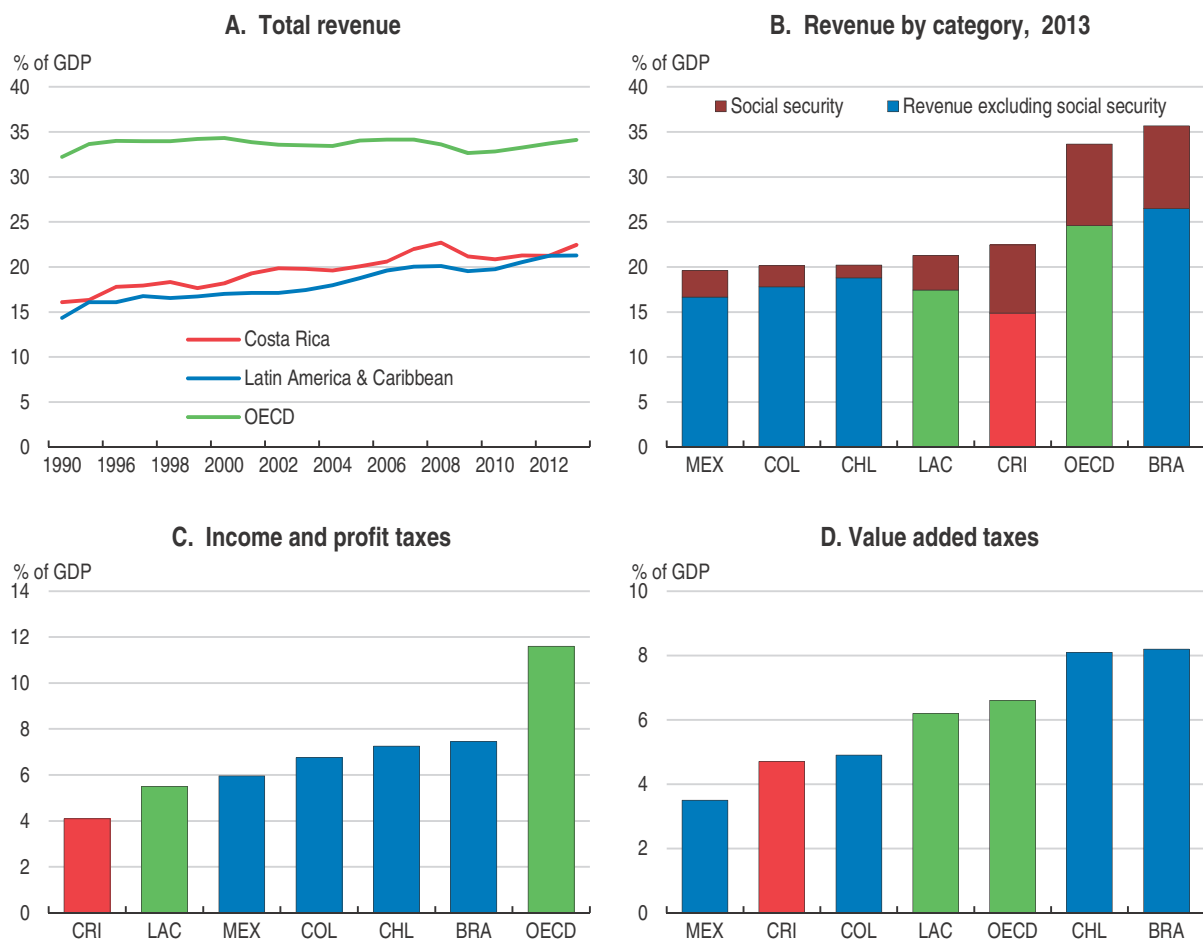 A. Total revenue
% of GDP
40
35
30
25
20
15
10
5
0
Costa Rica
Latin America & Caribbean
OECD
1990 1996 1998 2000 2002 2004 2006 2008 2010 2012
B. Revenue by category, 2013
% of GDP
40
35
30
25
20
15
10
5
0
Social security Revenue excluding social security
MEX COL CHL LAC CRI OECD BRA
C. Income and profit taxes
% of GDP
14
12
10
8
6
4
2
0
CRI LAC MEX COL CHL BRA OECD
D. Value added taxes
% of GDP
10
8
6
4
2
0
MEX CRI COL LAC OECD CHL BRA